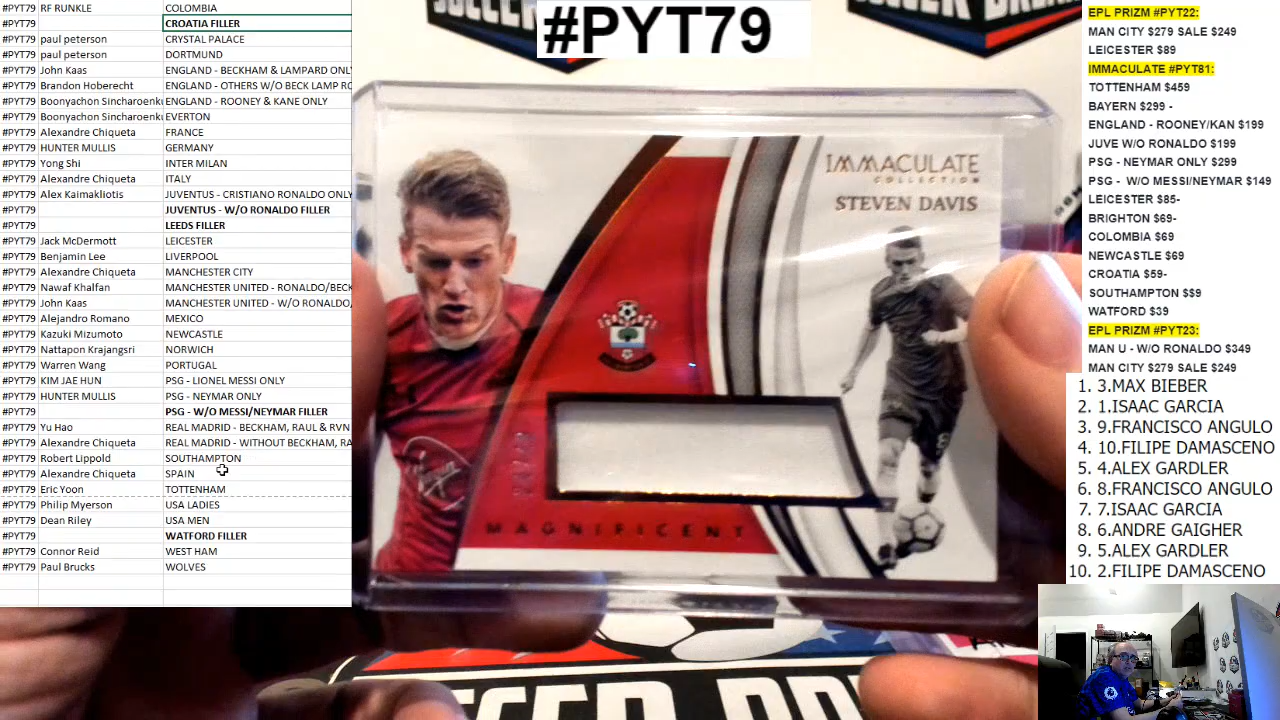 #PYT79 RF RUNKLE COLOMBIA
#PYT79 CROATIA FILLER
#PYT79 paul peterson CRYSTAL PALACE
#PYT79 paul peterson DORTMUND
#PYT79 John Kaas ENGLAND - BECKHAM & LAMPARD ONLY
#PYT79 Brandon Hoberecht ENGLAND - OTHERS W/O BECK LAMP RO
#PYT79 Boonyachon Sincharoenku ENGLAND - ROONEY & KANE ONLY
#PYT79 Boonyachon Sincharoenku EVERTON
#PYT79 Alexandre Chiqueta FRANCE
#PYT79 HUNTER MULLIS GERMANY
#PYT79 Yong Shi INTER MILAN
#PYT79 Alexandre Chiqueta ITALY
#PYT79 Alex Kaimakliotis JUVENTUS - CRISTIANO RONALDO ONLY
#PYT79 JUVENTUS - W/O RONALDO FILLER
#PYT79 LEEDS FILLER
#PYT79 Jack McDermott LEICESTER
#PYT79 Benjamin Lee LIVERPOOL
#PYT79 Alexandre Chiqueta MANCHESTER CITY
#PYT79 Nawaf Khalfan MANCHESTER UNITED - RONALDO/BECK
#PYT79 John Kaas MANCHESTER UNITED - W/O RONALDO/
#PYT79 Alejandro Romano MEXICO
#PYT79 Kazuki Mizumoto NEWCASTLE
#PYT79 Nattapon Krajangsri NORWICH
#PYT79 Warren Wang PORTUGAL
#PYT79 KIM JAE HUN PSG - LIONEL MESSI ONLY
#PYT79 HUNTER MULLIS PSG - NEYMAR ONLY
#PYT79 PSG - W/O MESSI/NEYMAR FILLER
#PYT79 Yu Hao REAL MADRID - BECKHAM, RAUL & RVN
#PYT79 Alexandre Chiqueta REAL MADRID - WITHOUT BECKHAM, RA
#PYT79 Robert Lippold SOUTHAMPTON
#PYT79 Alexandre Chiqueta SPAIN
#PYT79 Eric Yoon TOTTENHAM
#PYT79 Philip Myerson USA LADIES
#PYT79 Dean Riley USA MEN
#PYT79 WATFORD FILLER
#PYT79 Connor Reid WEST HAM
#PYT79 Paul Brucks WOLVES
#PYT79
IMMACULATE
COLLECTION
STEVEN DAVIS
MAGNIFICENT
EPL PRIZM #PYT22:
MAN CITY $279 SALE $249
LEICESTER $89
IMMACULATE #PYT81:
TOTTENHAM $459
BAYERN $299 -
ENGLAND - ROONEY/KAN $199
JUVE W/O RONALDO $199
PSG - NEYMAR ONLY $299
PSG - W/O MESSI/NEYMAR $149
LEICESTER $85-
BRIGHTON $69-
COLOMBIA $69
NEWCASTLE $69
CROATIA $59-
SOUTHAMPTON $$9
WATFORD $39
EPL PRIZM #PYT23:
MAN U - W/O RONALDO $349
MAN CITY $279 SALE $249
1. 3.MAX BIEBER
2. 1.ISAAC GARCIA
3. 9.FRANCISCO ANGULO
4. 10.FILIPE DAMASCENO
5. 4.ALEX GARDLER
6. 8.FRANCISCO ANGULO
7. 7.ISAAC GARCIA
8. 6.ANDRE GAIGHER
9. 5.ALEX GARDLER
10. 2.FILIPE DAMASCENO